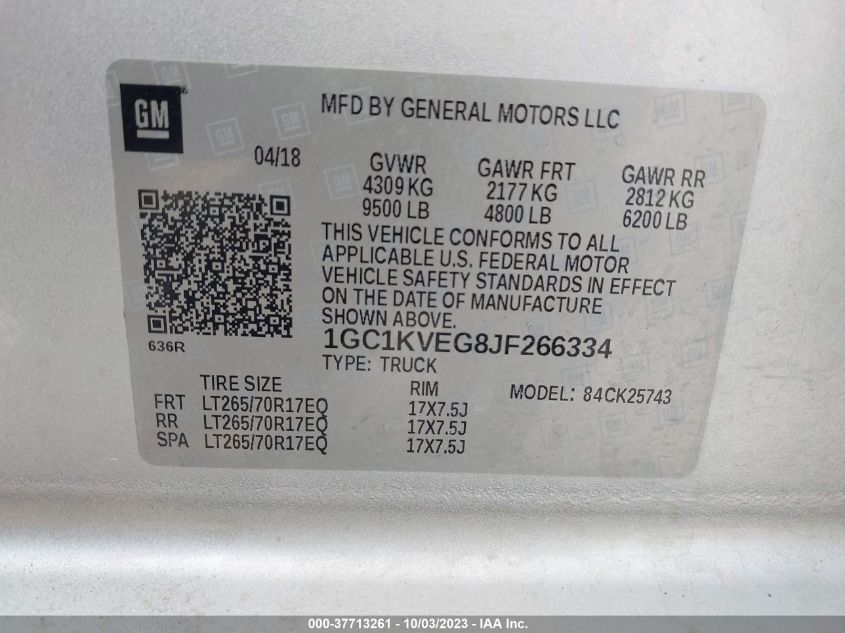 GM
MFD BY GENERAL MOTORS LLC
04/18
GVWR
4309 KG
9500 LB
GAWR FRT
2177 KG
4800 LB
GAWR RR
2812 KG
6200 LB
THIS VEHICLE CONFORMS TO ALL
APPLICABLE U.S. FEDERAL MOTOR
VEHICLE SAFETY STANDARDS IN EFFECT
ON THE DATE OF MANUFACTURE
SHOWN ABOVE.
636R
1GC1KVEG8JF266334
TYPE: TRUCK
MODEL: 84CK25743
TIRE SIZE RIM
FRT LT265/70R17EQ 17X7.5J
RR LT265/70R17EQ 17X7.5J
SPA LT265/70R17EQ 17X7.5J
000-37713261 - 10/03/2023 - IAA Inc.